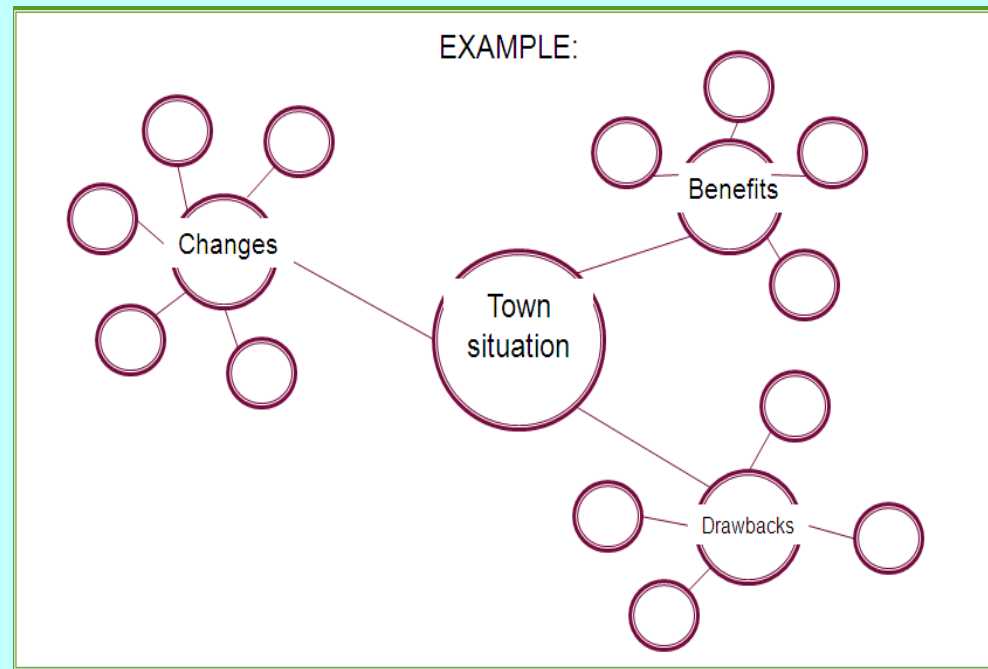 EXAMPLE:
Changes
Benefits
Town
situation
Drawbacks